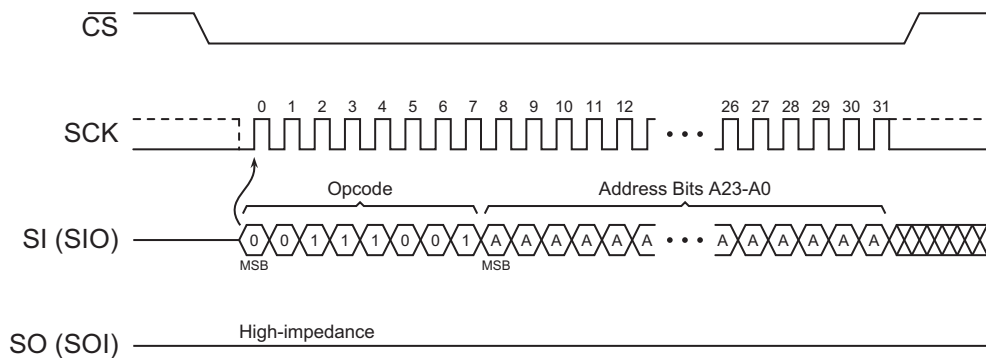 CS
0 1 2 3 4 5 6 7 8 9 10 11 12 26 27 28 29 30 31
SCK
• • •
Opcode Address Bits A23-A0
SI (SIO) 0 0 1 1 1 0 0 1 A A A A A A • • • A A A A A A
MSB MSB
High-impedance
SO (SOI)